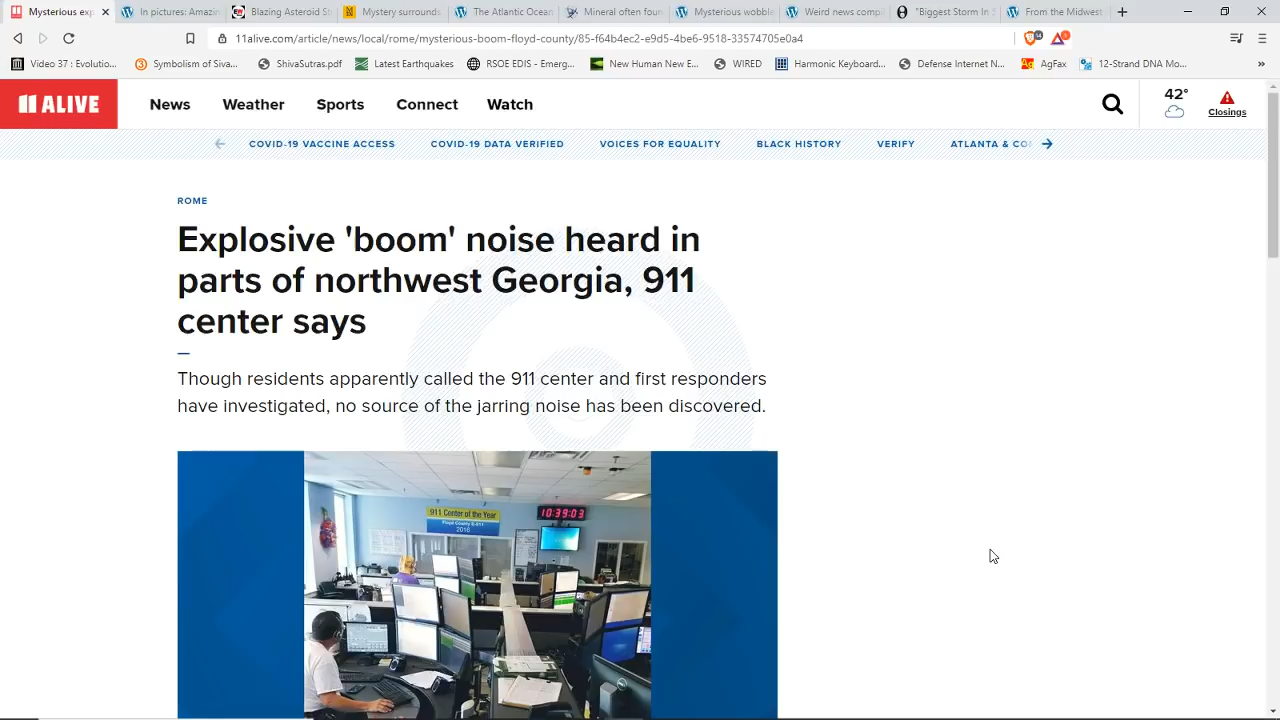 Mysterious exp
In pictures: Amazin
Blazing Asteroid St
Mystery surrounds
The Atlantic Ocean
Mineral often foun
Mysterious wobble
Weird news compil
"Biggest Storm In S
From the Midwest
11alive.com/article/news/local/rome/mysterious-boom-floyd-county/85-f64b4ec2-e9d5-4be6-9518-33574705e0a4
Video 37 : Evolutio...
Symbolism of Siva...
ShivaSutras.pdf
Latest Earthquakes
RSOE EDIS - Emerg...
New Human New E...
WIRED
Harmonic Keyboard...
Defense Internet N...
AgFax
12-Strand DNA Mo...
11 ALIVE
News
Weather
Sports
Connect
Watch
42°
Closings
COVID-19 VACCINE ACCESS
COVID-19 DATA VERIFIED
VOICES FOR EQUALITY
BLACK HISTORY
VERIFY
ATLANTA & CO
ROME
Explosive 'boom' noise heard in
parts of northwest Georgia, 911
center says
Though residents apparently called the 911 center and first responders
have investigated, no source of the jarring noise has been discovered.
911 Center of the Year
Floyd County E-911
2016
10:39:03